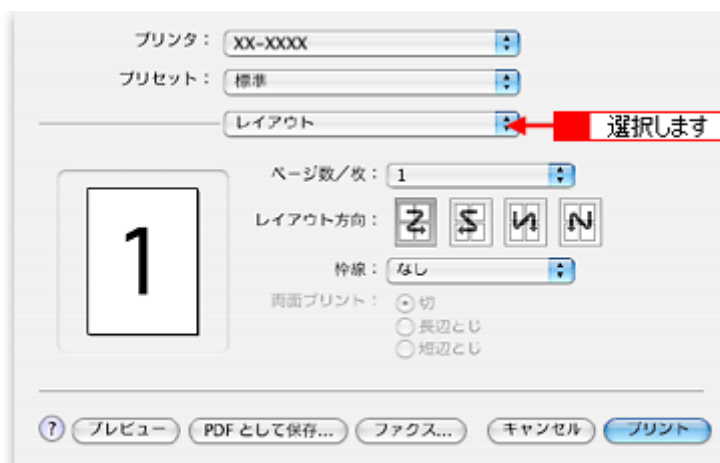 プリンタ： XX-XXXX
プリセット： 標準
レイアウト
選択します
ページ数／枚： 1
レイアウト方向：
1
枠線： なし
両面プリント： 切
長辺とじ
短辺とじ
? プレビュー PDF として保存... ファクス... キャンセル プリント